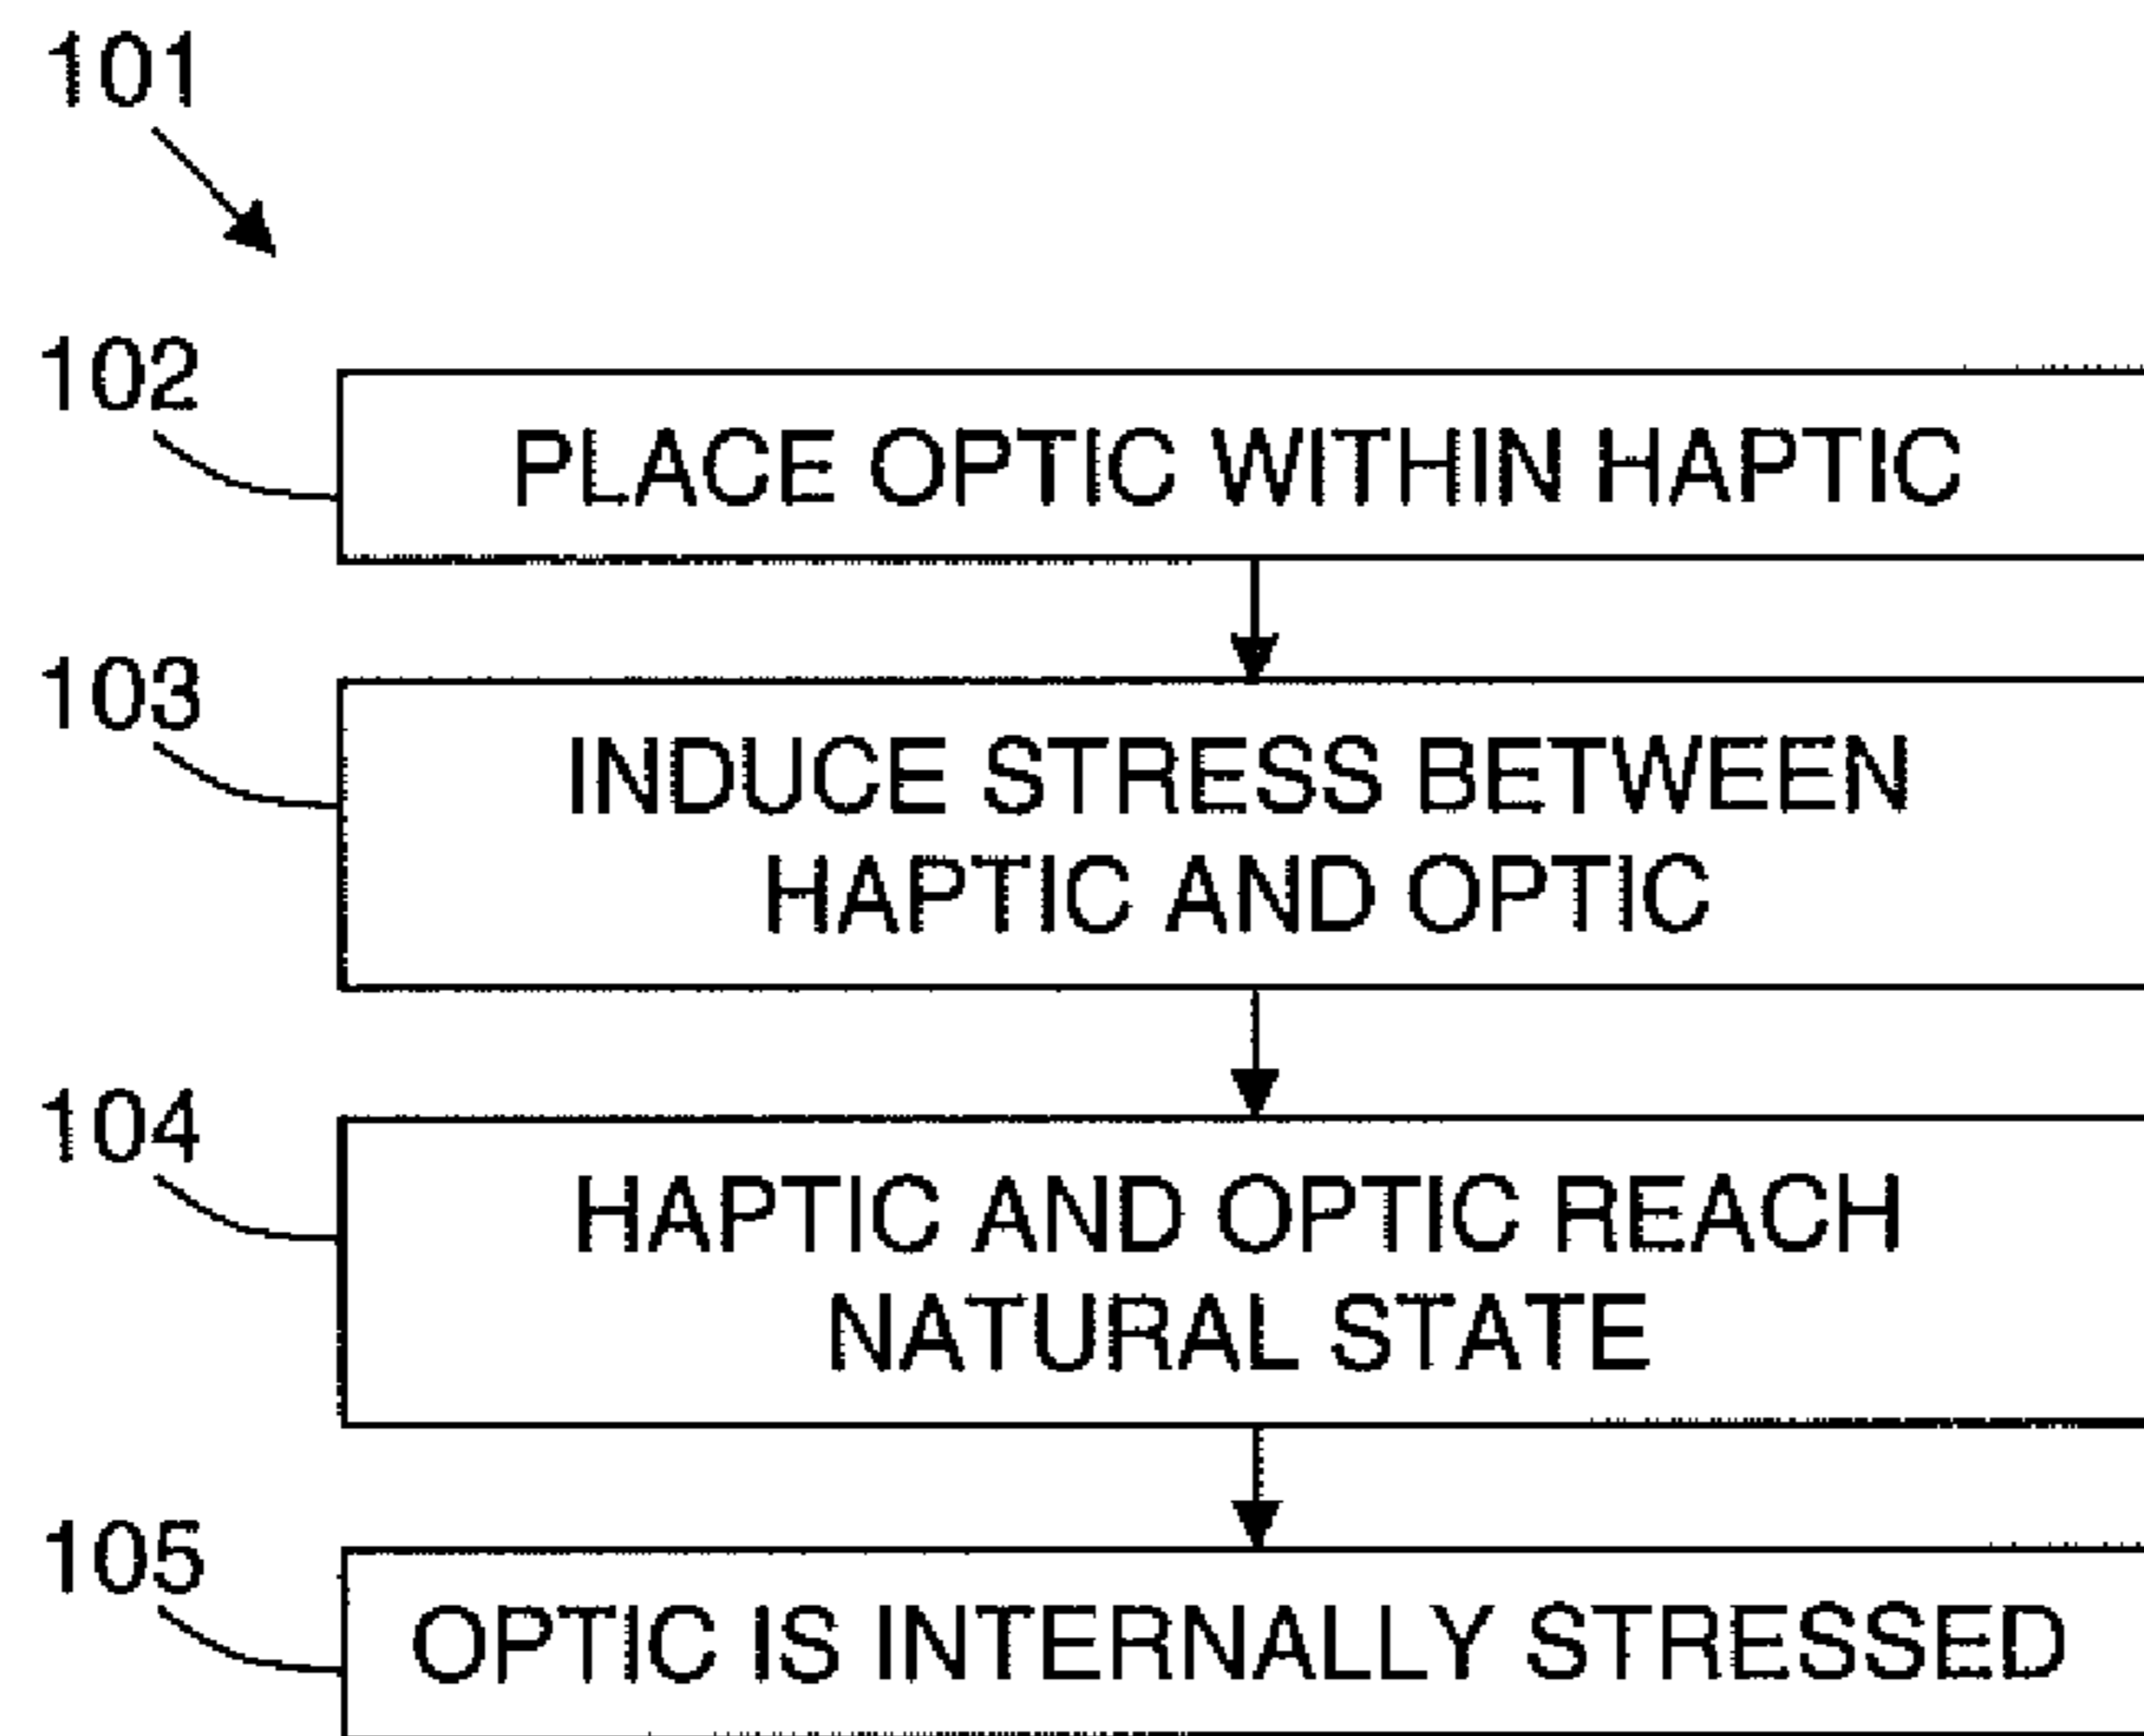 101
102
PLACE OPTIC WITHIN HAPTIC
103
INDUCE STRESS BETWEEN
HAPTIC AND OPTIC
104
HAPTIC AND OPTIC REACH
NATURAL STATE
105
OPTIC IS INTERNALLY STRESSED